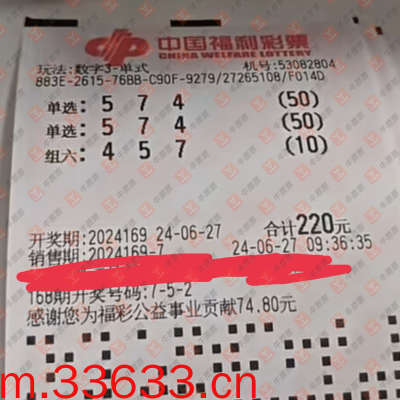 中国福利彩票
CHINA WELFARE LOTTERY
玩法:数字3-单式 机号:53082804
883E-2615-76BB-C90F-9279/27265108/F014D
单选: 5 7 4 (50)
单选: 5 7 4 (50)
组六: 4 5 7 (10)
开奖期:2024169 24-06-27 合计220元
销售期:2024169-7 24-06-27 09:36:35
168期开奖号码:7-5-2
感谢您为福彩公益事业贡献74.80元
m.33633.cn